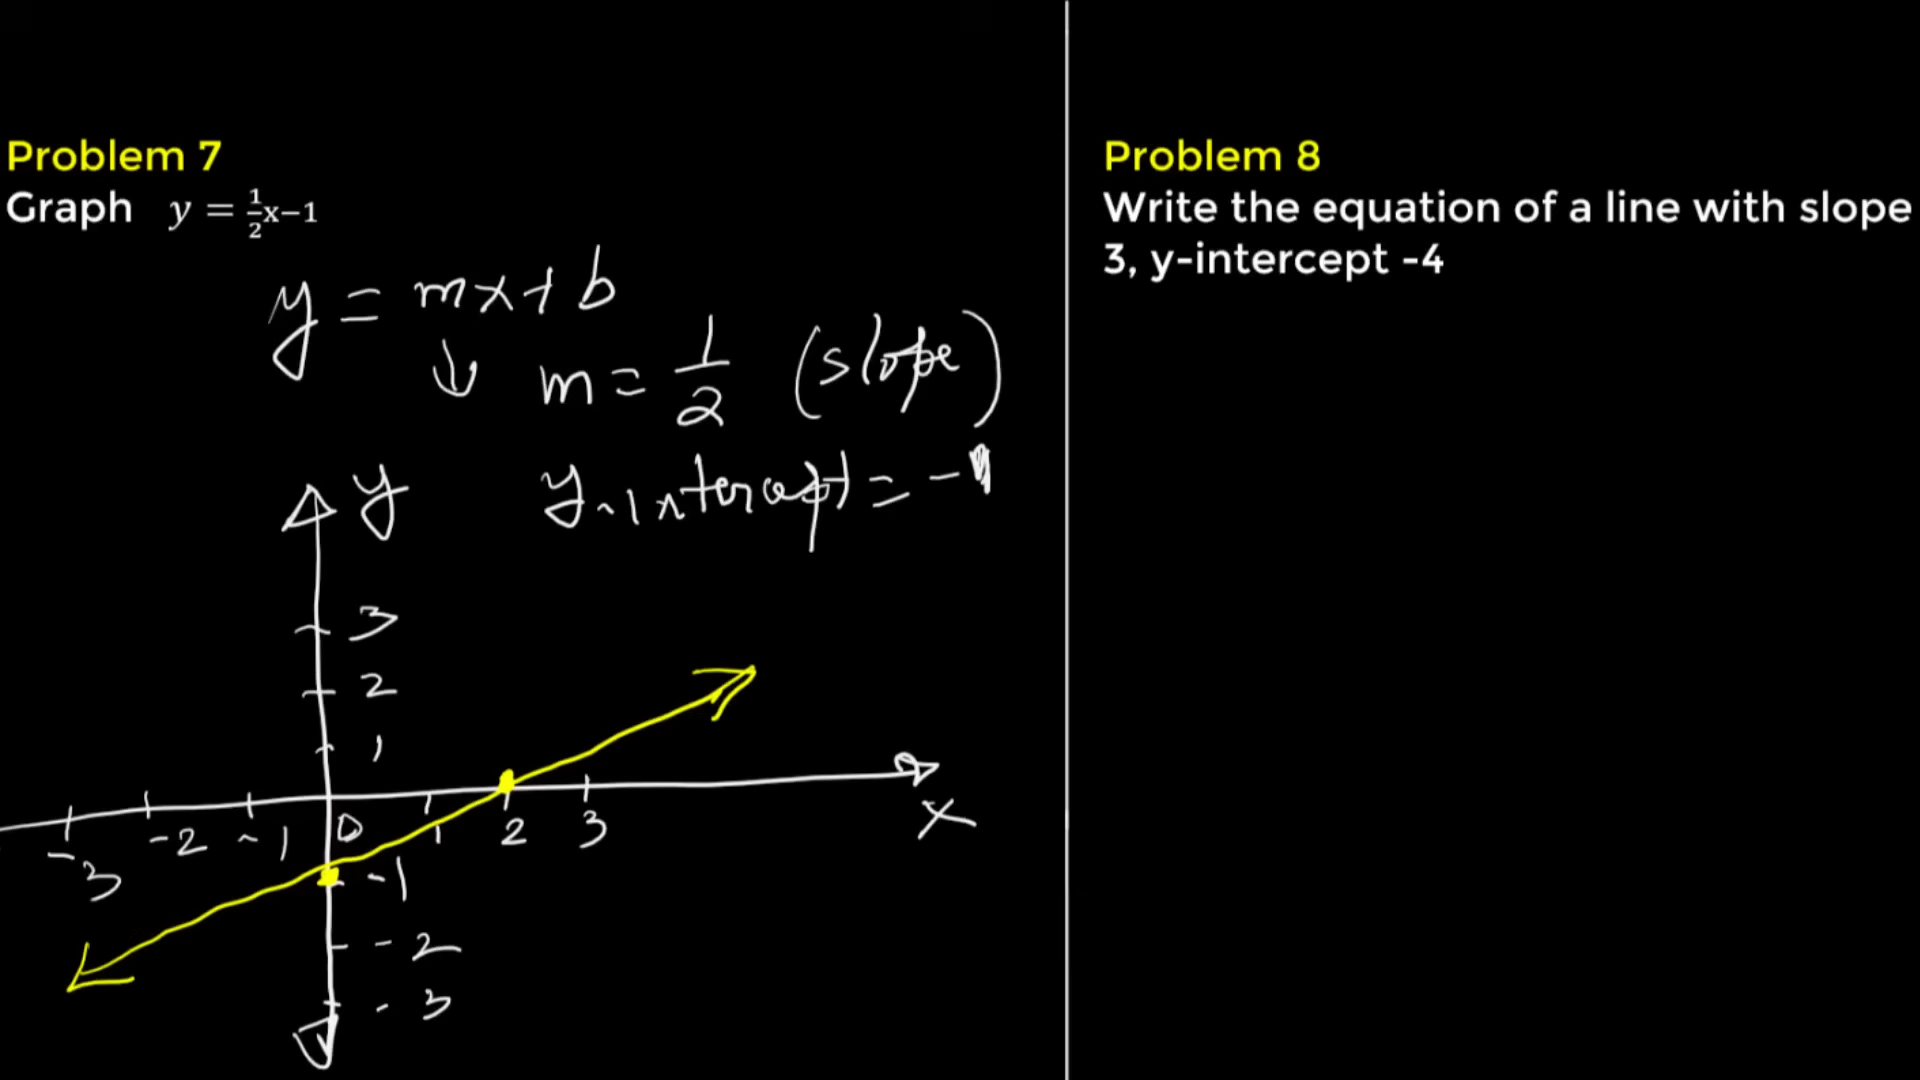 Problem 7
Graph y = 1/2x-1
y = mx+b
↓ m = 1/2 (slope)
y-intercept = -1
y
3
2
1
-3 -2 -1 0 1 2 3
x
-1
-2
-3
Problem 8
Write the equation of a line with slope
3, y-intercept -4